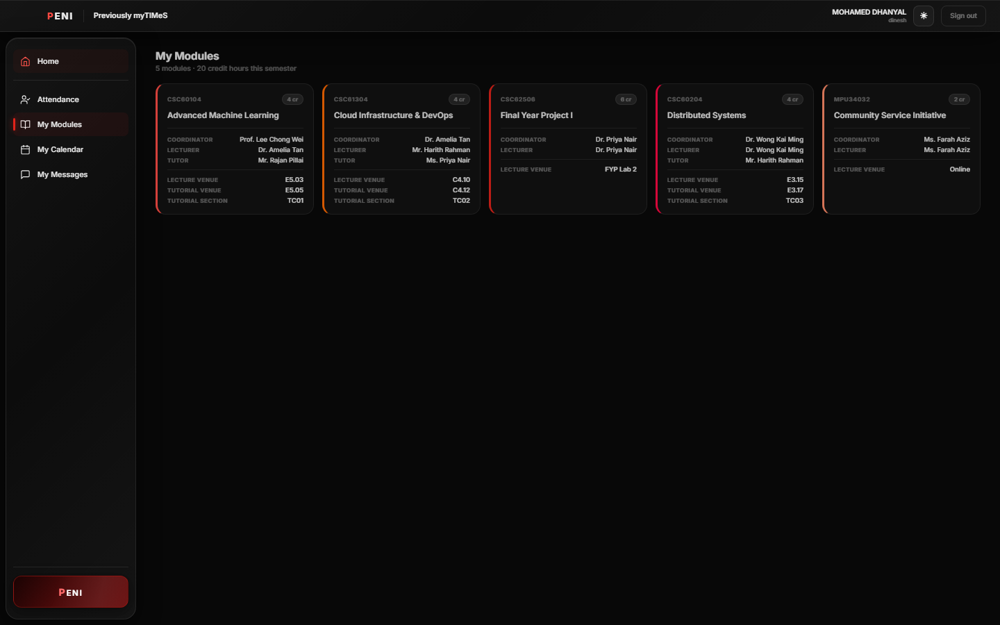 PENI
Previously myTIMeS
MOHAMED DHANYAL
dinesh
Sign out
Home
Attendance
My Modules
My Calendar
My Messages
PENI
My Modules
5 modules · 20 credit hours this semester
CSC60104 4 cr
Advanced Machine Learning
COORDINATOR Prof. Lee Chong Wei
LECTURER Dr. Amelia Tan
TUTOR Mr. Rajan Pillai
LECTURE VENUE E5.03
TUTORIAL VENUE E5.05
TUTORIAL SECTION TC01
CSC61304 4 cr
Cloud Infrastructure & DevOps
COORDINATOR Dr. Amelia Tan
LECTURER Mr. Harith Rahman
TUTOR Ms. Priya Nair
LECTURE VENUE C4.10
TUTORIAL VENUE C4.12
TUTORIAL SECTION TC02
CSC62506 6 cr
Final Year Project I
COORDINATOR Dr. Priya Nair
LECTURER Dr. Priya Nair
LECTURE VENUE FYP Lab 2
CSC60204 4 cr
Distributed Systems
COORDINATOR Dr. Wong Kai Ming
LECTURER Dr. Wong Kai Ming
TUTOR Mr. Harith Rahman
LECTURE VENUE E3.15
TUTORIAL VENUE E3.17
TUTORIAL SECTION TC03
MPU34032 2 cr
Community Service Initiative
COORDINATOR Ms. Farah Aziz
LECTURER Ms. Farah Aziz
LECTURE VENUE Online